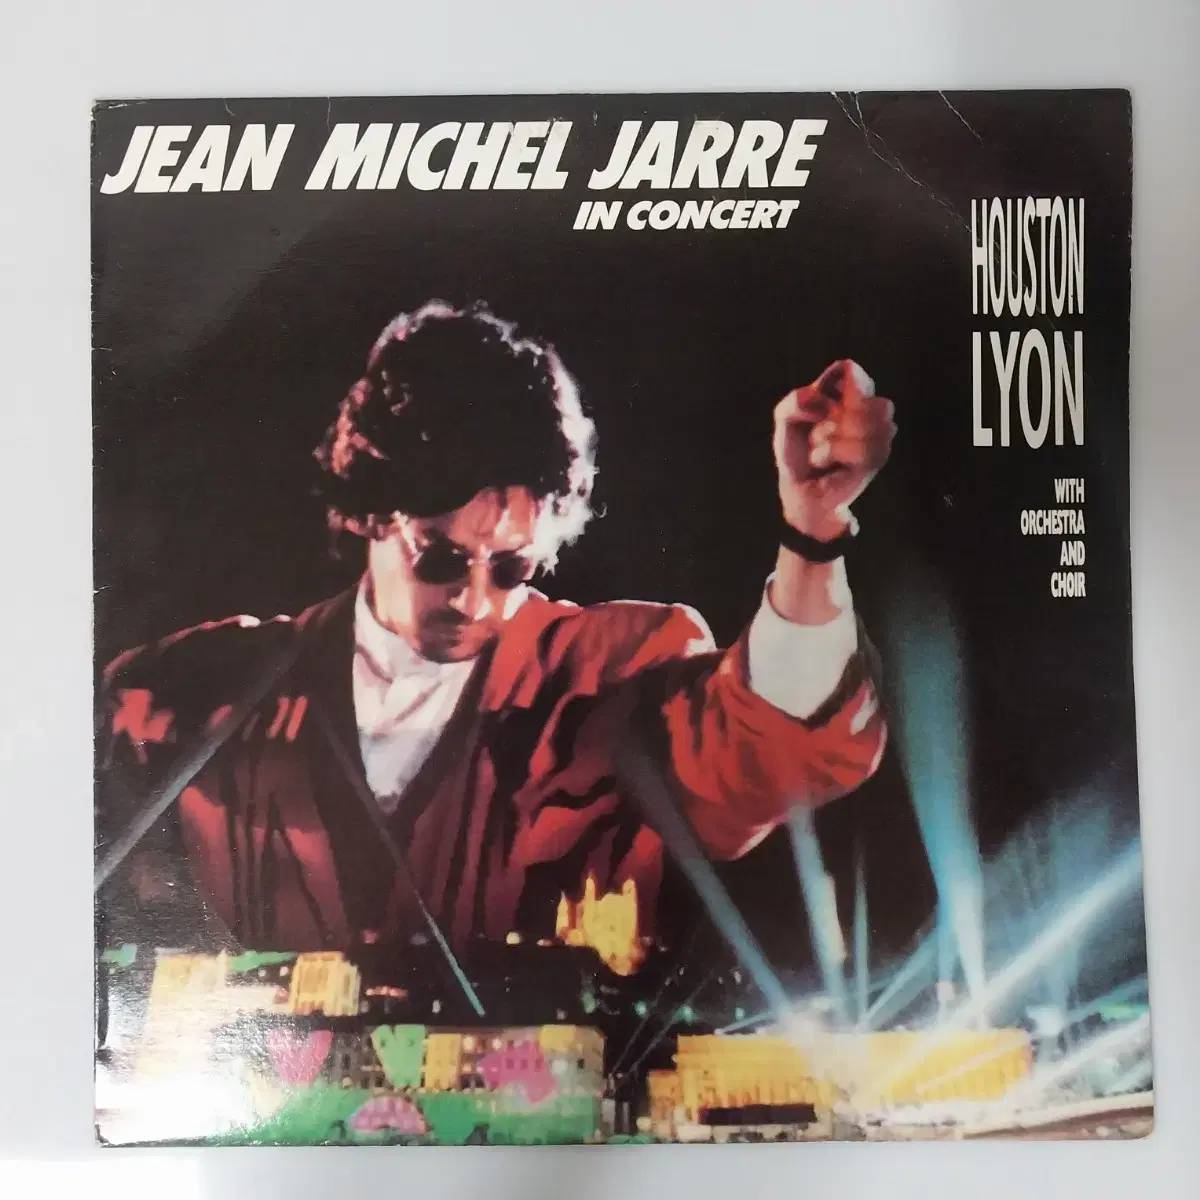 JEAN MICHEL JARRE
IN CONCERT
HOUSTON
LYON
WITH
ORCHESTRA
AND
CHOIR